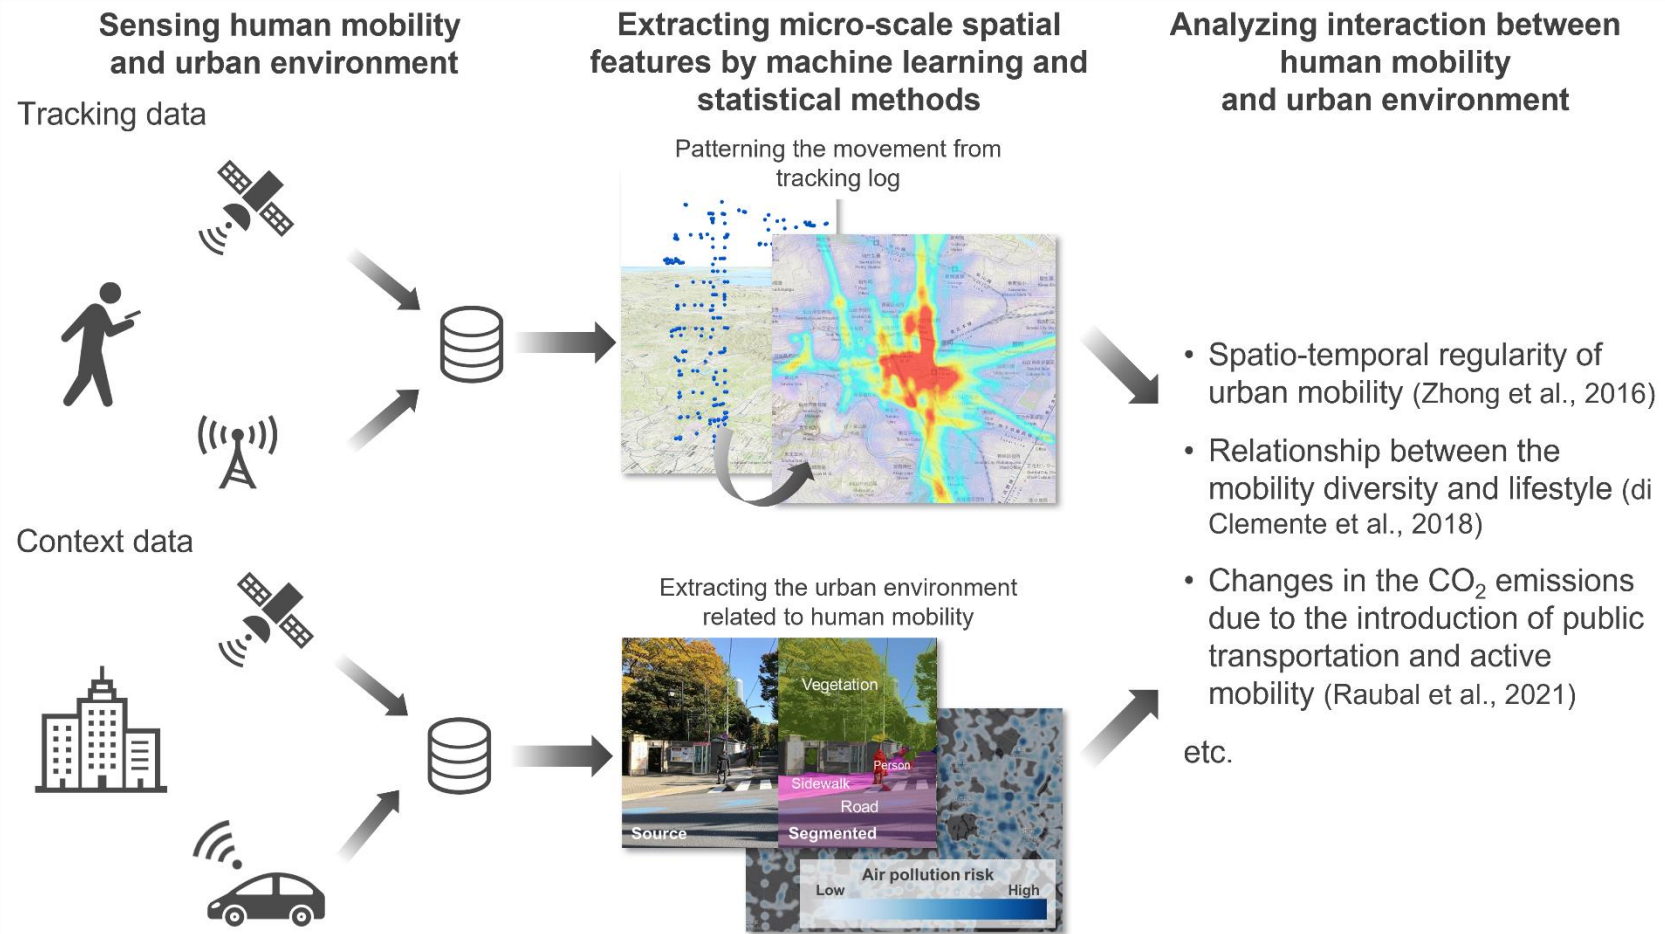 Sensing human mobility
and urban environment
Tracking data
Context data
Extracting micro-scale spatial
features by machine learning and
statistical methods
Patterning the movement from
tracking log
Extracting the urban environment
related to human mobility
Vegetation
Person
Sidewalk
Road
Source
Segmented
Air pollution risk
Low
High
Analyzing interaction between
human mobility
and urban environment
• Spatio-temporal regularity of
urban mobility (Zhong et al., 2016)
• Relationship between the
mobility diversity and lifestyle (di
Clemente et al., 2018)
• Changes in the CO₂ emissions
due to the introduction of public
transportation and active
mobility (Raubal et al., 2021)
etc.